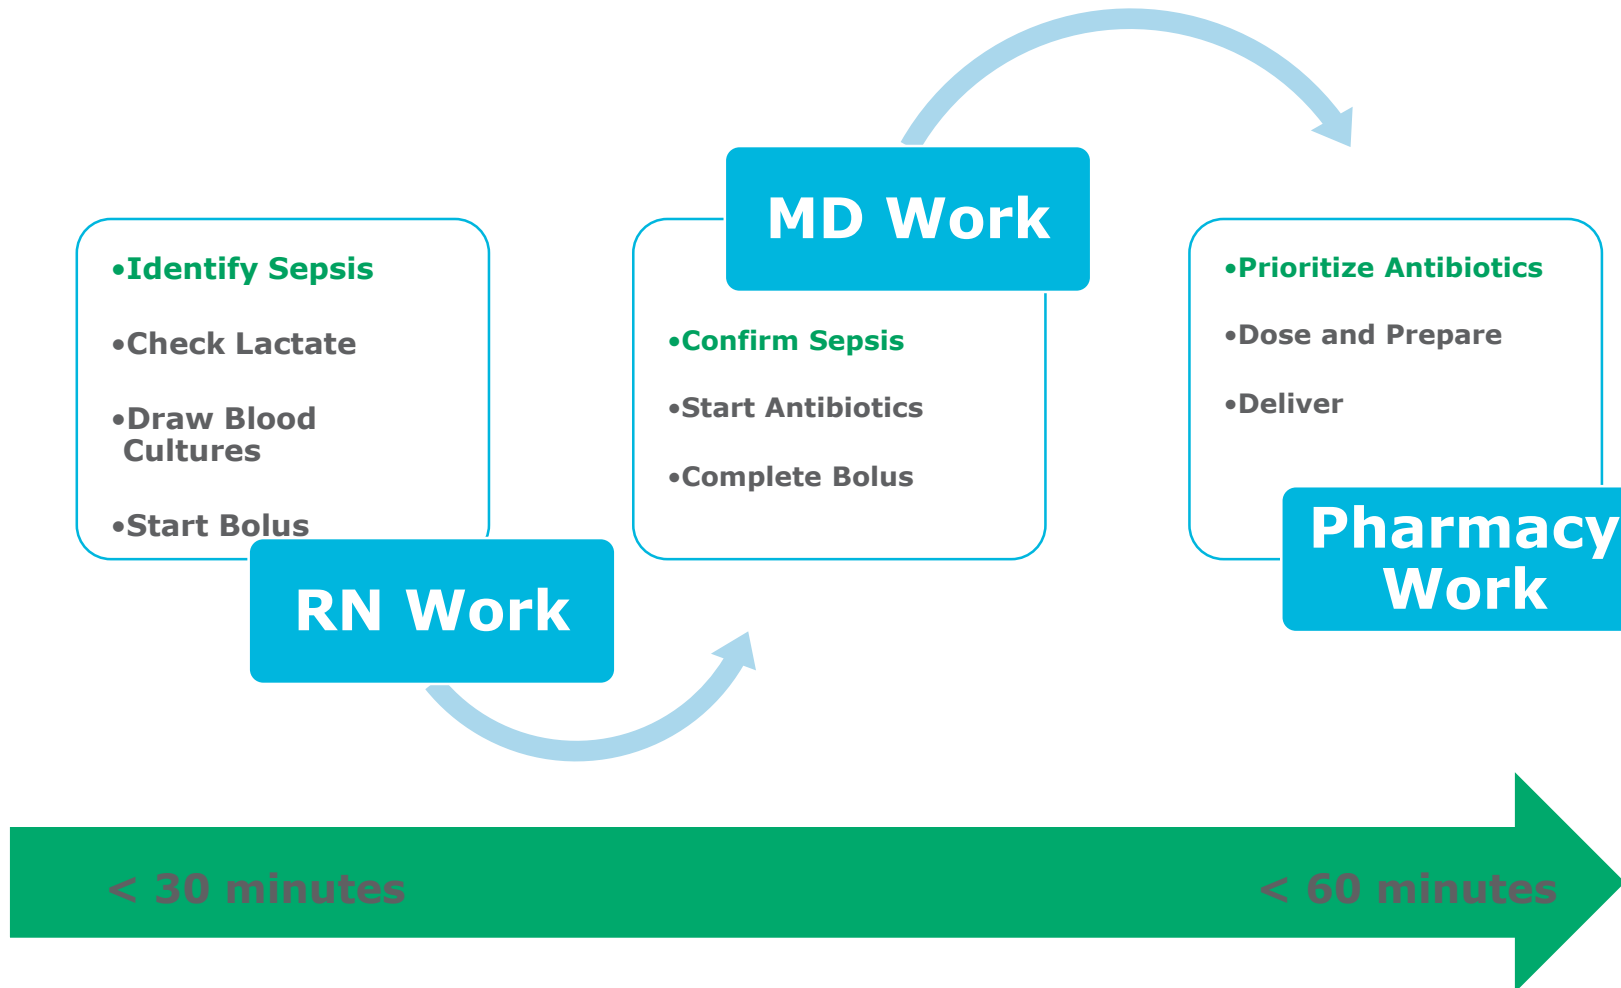 •Identify Sepsis
•Check Lactate
•Draw Blood
Cultures
•Start Bolus
RN Work
MD Work
•Confirm Sepsis
•Start Antibiotics
•Complete Bolus
•Prioritize Antibiotics
•Dose and Prepare
•Deliver
Pharmacy
Work
< 30 minutes
< 60 minutes